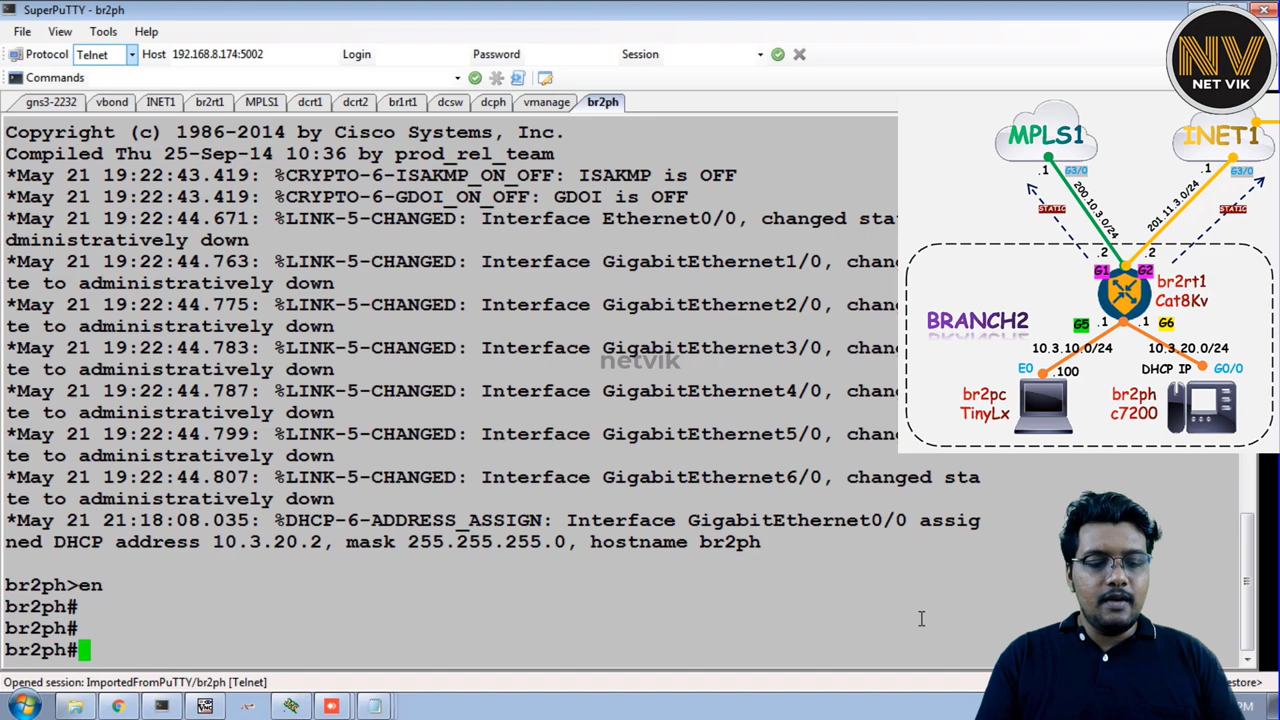 SuperPuTTY - br2ph
File View Tools Help
Protocol Telnet Host 192.168.8.174:5002 Login Password Session
Commands
gns3-2232 vbond INET1 br2rt1 MPLS1 dcrt1 dcrt2 br1rt1 dcsw dcph vmanage br2ph
Copyright (c) 1986-2014 by Cisco Systems, Inc.
Compiled Thu 25-Sep-14 10:36 by prod_rel_team
*May 21 19:22:43.419: %CRYPTO-6-ISAKMP_ON_OFF: ISAKMP is OFF
*May 21 19:22:43.419: %CRYPTO-6-GDOI_ON_OFF: GDOI is OFF
*May 21 19:22:44.671: %LINK-5-CHANGED: Interface Ethernet0/0, changed sta
dministratively down
*May 21 19:22:44.763: %LINK-5-CHANGED: Interface GigabitEthernet1/0, chan
te to administratively down
*May 21 19:22:44.775: %LINK-5-CHANGED: Interface GigabitEthernet2/0, chan
te to administratively down
*May 21 19:22:44.783: %LINK-5-CHANGED: Interface GigabitEthernet3/0, chan
te to administratively down
*May 21 19:22:44.787: %LINK-5-CHANGED: Interface GigabitEthernet4/0, chan
te to administratively down
*May 21 19:22:44.799: %LINK-5-CHANGED: Interface GigabitEthernet5/0, chan
te to administratively down
*May 21 19:22:44.807: %LINK-5-CHANGED: Interface GigabitEthernet6/0, changed sta
te to administratively down
*May 21 21:18:08.035: %DHCP-6-ADDRESS_ASSIGN: Interface GigabitEthernet0/0 assig
ned DHCP address 10.3.20.2, mask 255.255.255.0, hostname br2ph
br2ph>en
br2ph#
br2ph#
br2ph#
netvik
NV
NET VIK
MPLS1 INET1
.1 G3/0 .1 G3/0
200.10.3.0/24 201.11.3.0/24
STATIC STATIC
.2 .2
G1 G2
br2rt1
Cat8Kv
BRANCH2
G5 .1 .1 G6
10.3.10.0/24 10.3.20.0/24
E0 .100 DHCP IP G0/0
br2pc
TinyLx
br2ph
c7200
Opened session: ImportedFromPuTTY/br2ph [Telnet]